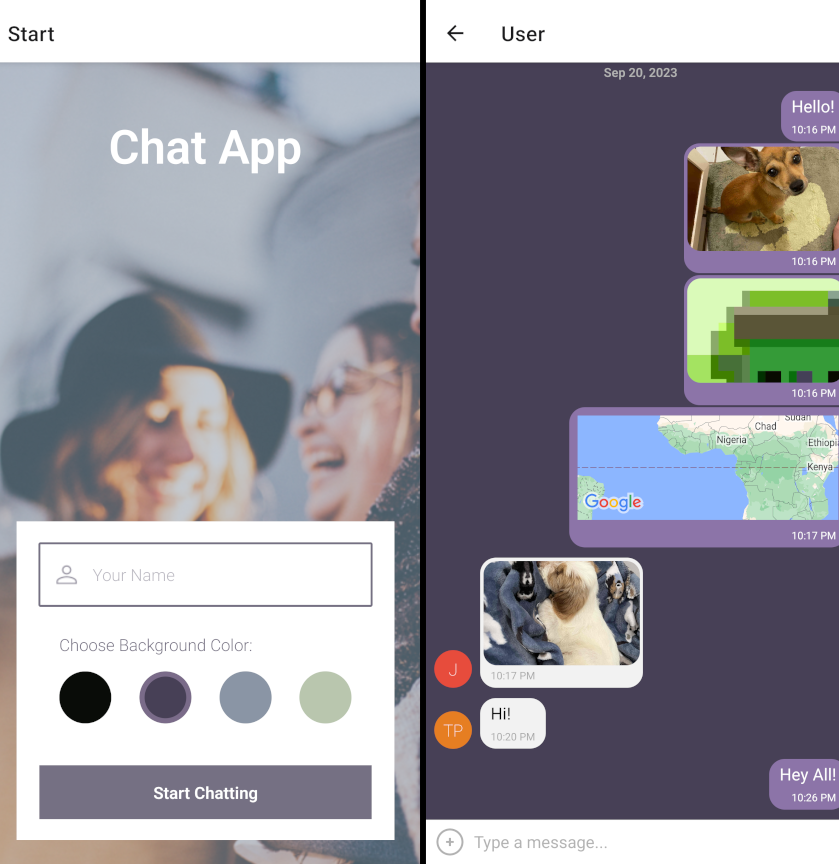 Start
Chat App
Your Name
Choose Background Color:
Start Chatting
User
Sep 20, 2023
Hello!
10:16 PM
10:16 PM
10:16 PM
Sudan
Chad
Nigeria
Ethiopi
Kenya
Google
10:17 PM
10:17 PM
J
Hi!
TP
10:20 PM
Hey All!
10:26 PM
Type a message...